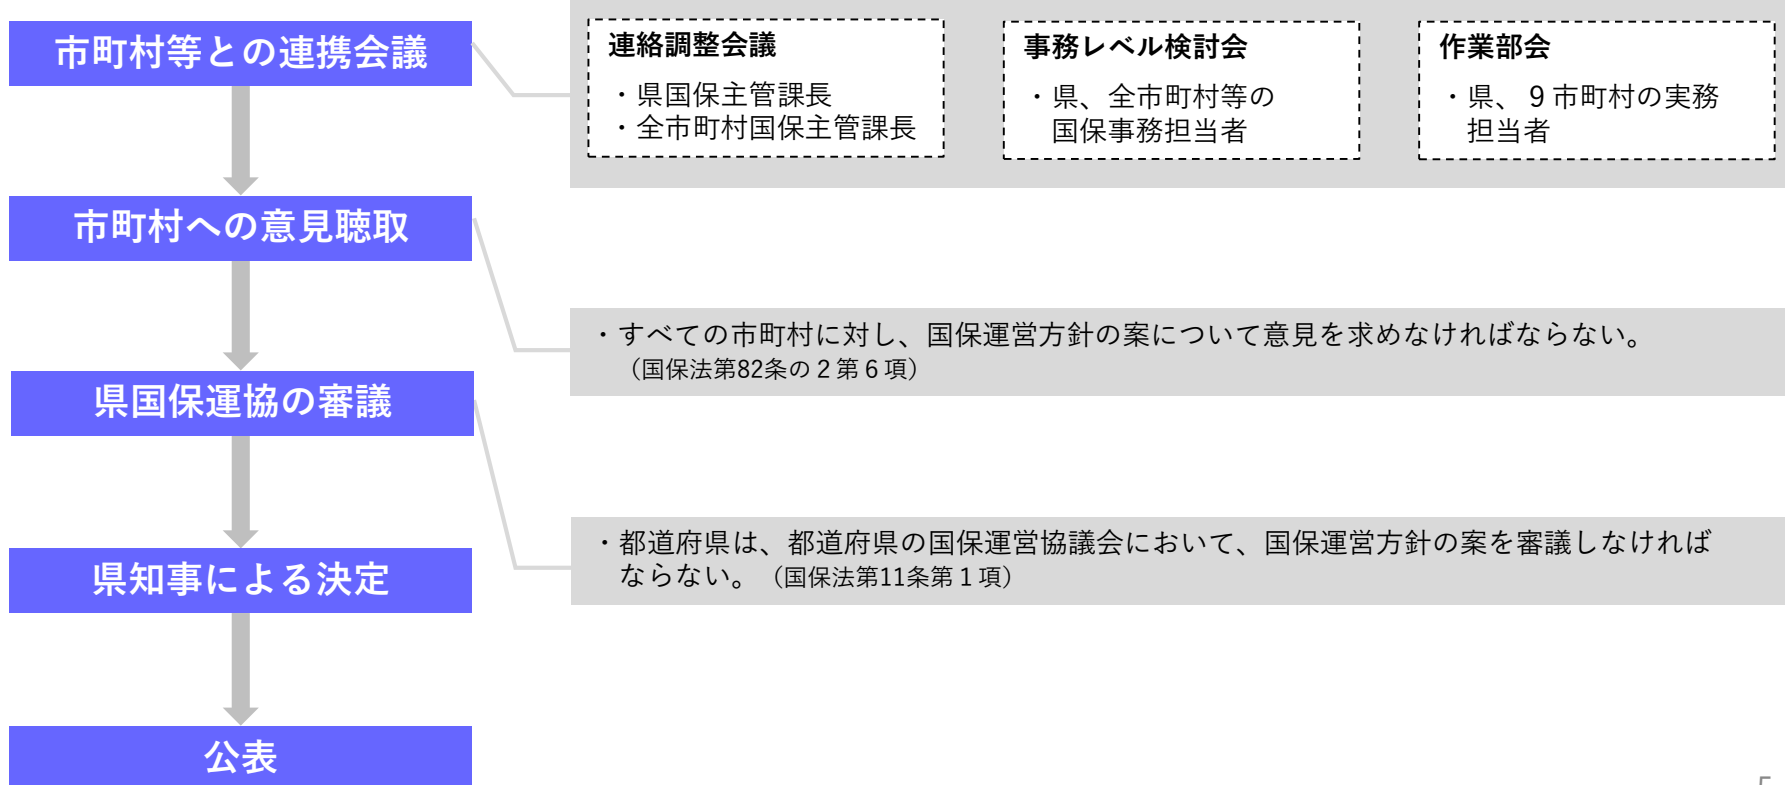 市町村等との連携会議
連絡調整会議
・県国保主管課長
・全市町村国保主管課長
事務レベル検討会
・県、全市町村等の
国保事務担当者
作業部会
・県、９市町村の実務
担当者
市町村への意見聴取
・すべての市町村に対し、国保運営方針の案について意見を求めなければならない。
（国保法第82条の２第６項）
県国保運協の審議
・都道府県は、都道府県の国保運営協議会において、国保運営方針の案を審議しなければ
ならない。（国保法第11条第１項）
県知事による決定
公表